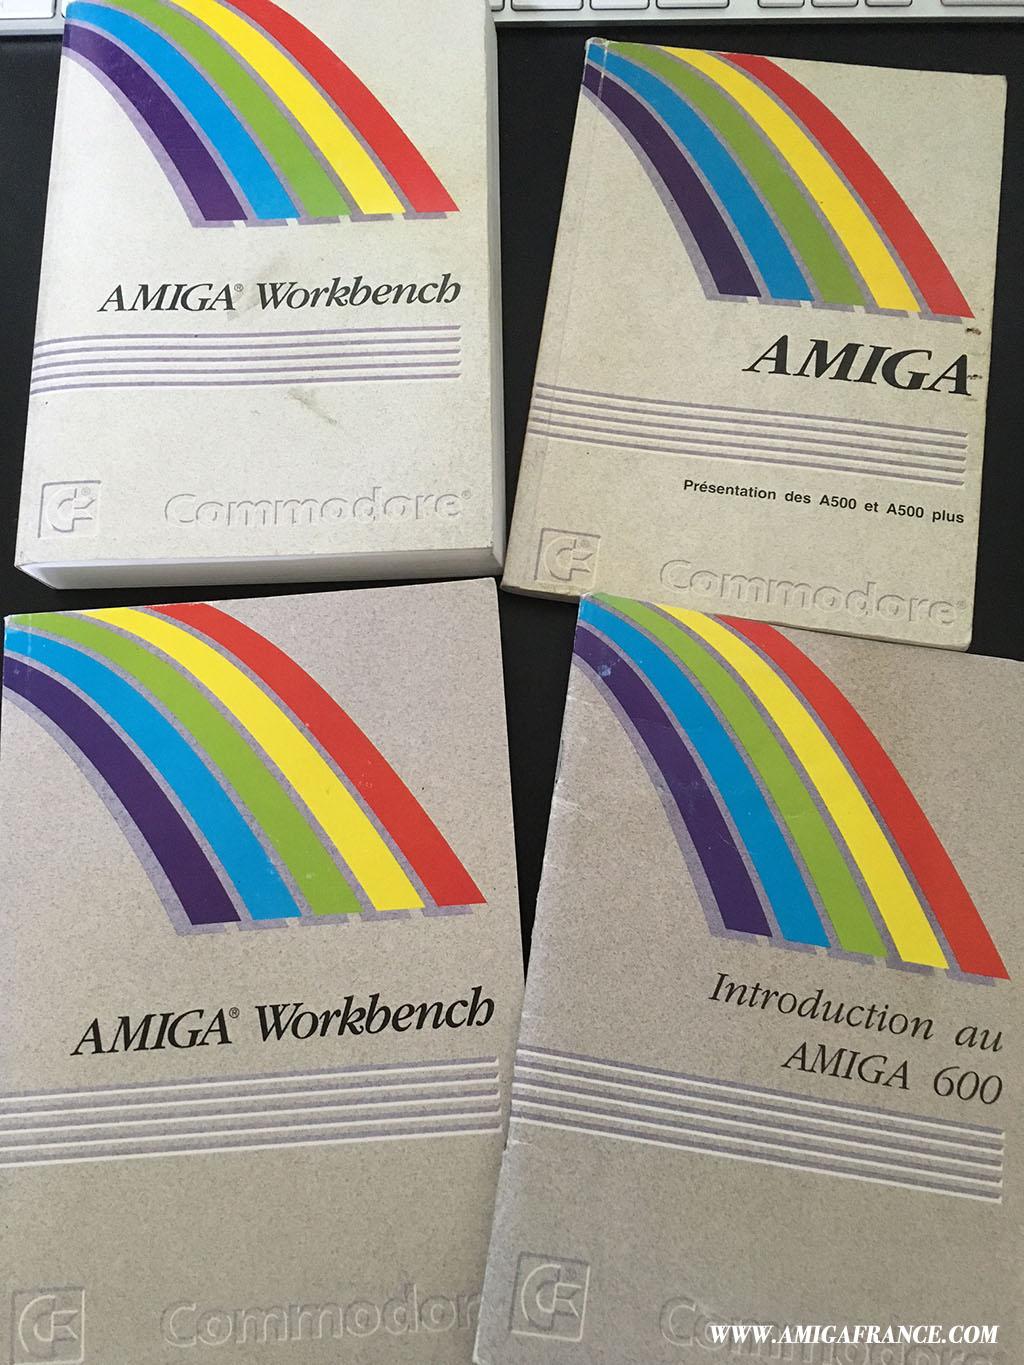 AMIGA® Workbench
Commodore®
AMIGA
Présentation des A500 et A500 plus
Commodore®
AMIGA® Workbench
Commodor
Introduction au
AMIGA 600
Commodore
WWW.AMIGAFRANCE.COM